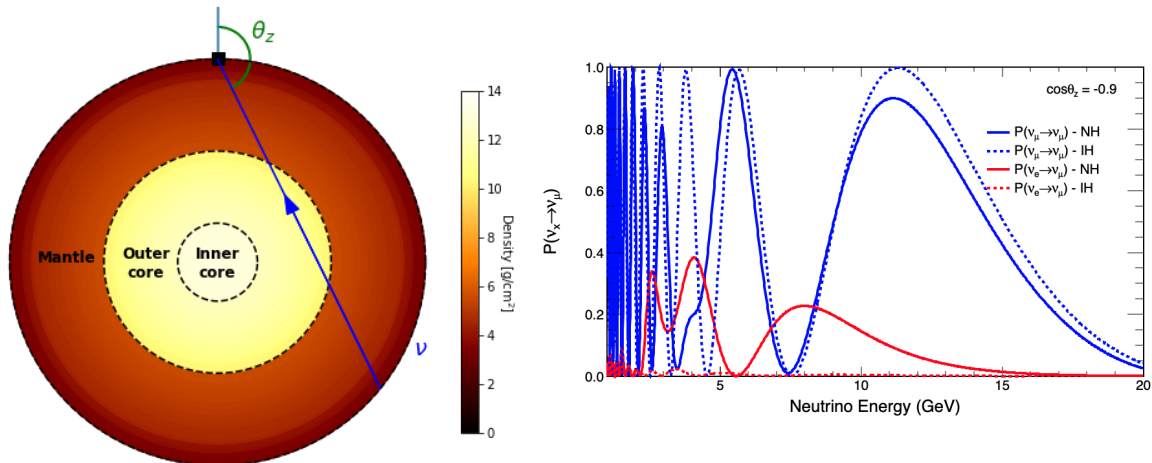 θz
Mantle
Outer
core
Inner
core
ν
14
12
10
8
6
4
2
0
Density [g/cm²]
P(νx→νμ)
1.0
0.8
0.6
0.4
0.2
0.0
5
10
15
20
Neutrino Energy (GeV)
cosθz = -0.9
P(νμ→νμ) - NH
P(νμ→νμ) - IH
P(νe→νμ) - NH
P(νe→νμ) - IH